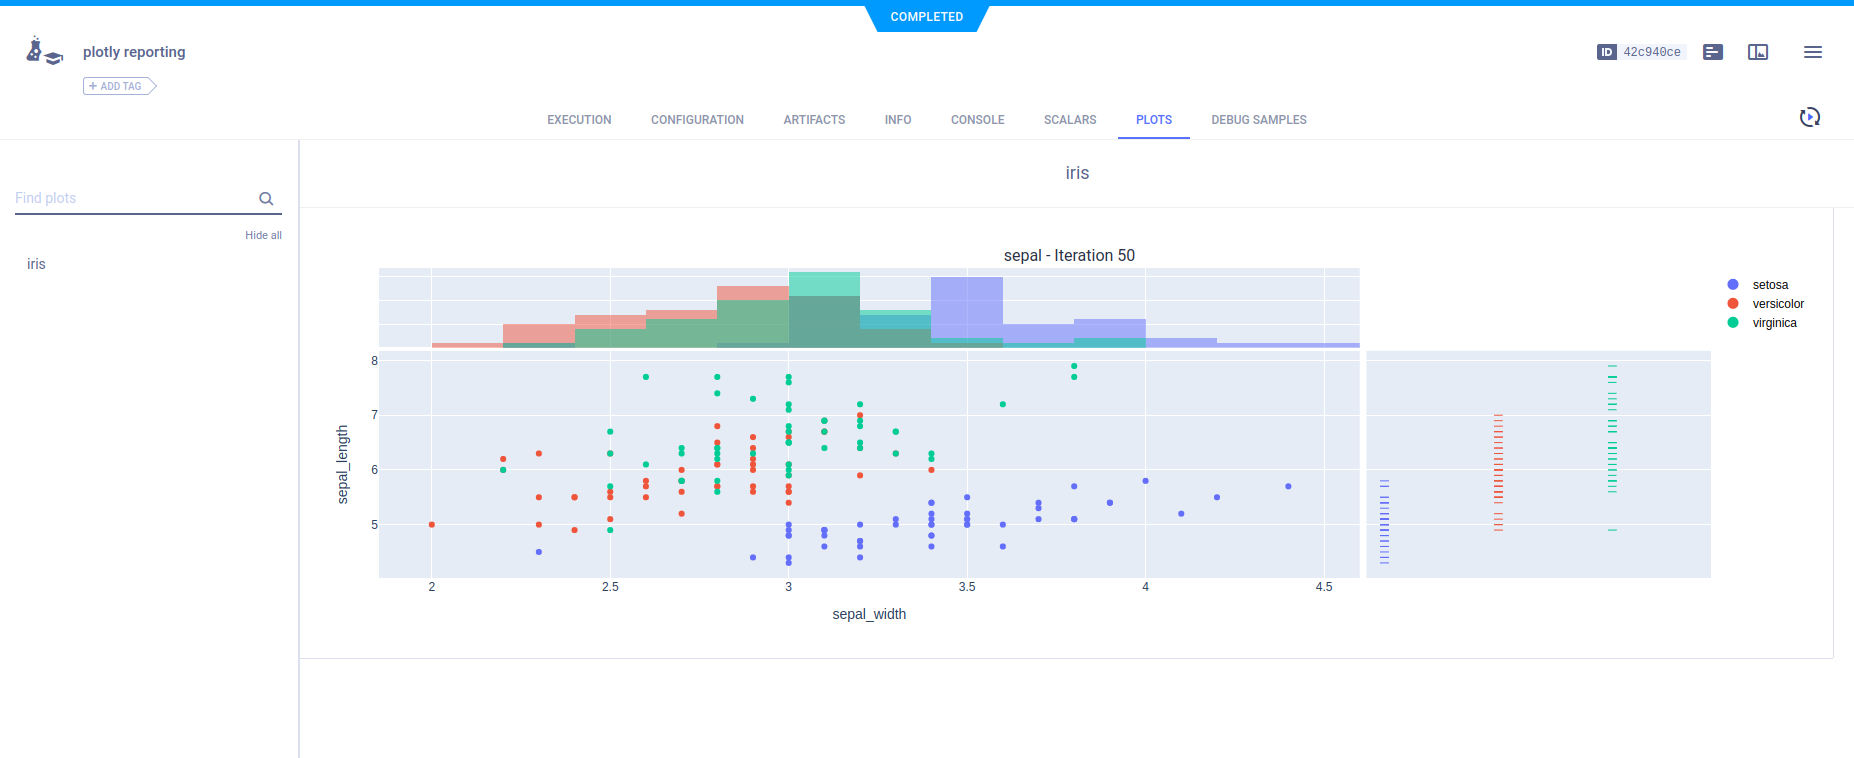 COMPLETED
plotly reporting
ID 42c940ce
+ ADD TAG
EXECUTION CONFIGURATION ARTIFACTS INFO CONSOLE SCALARS PLOTS DEBUG SAMPLES
iris
Find plots
Hide all
iris
sepal - Iteration 50
setosa
versicolor
virginica
8
7
6
5
sepal_length
2 2.5 3 3.5 4 4.5
sepal_width